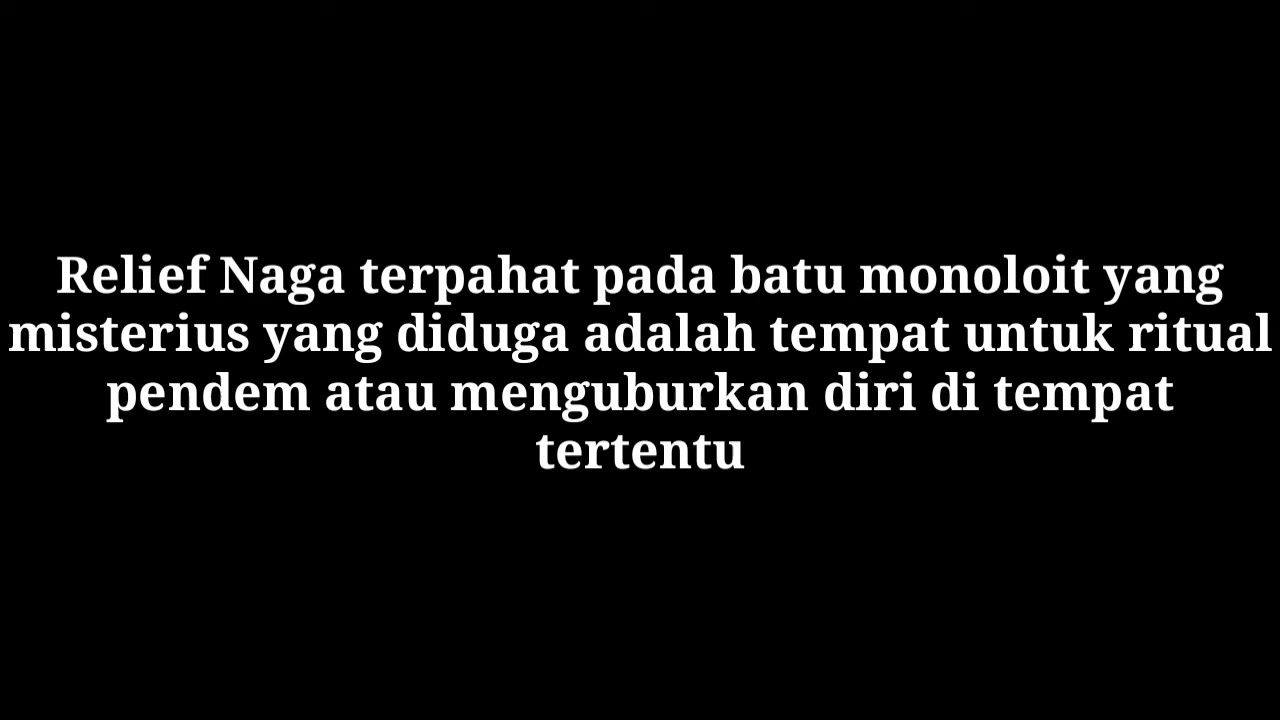 Relief Naga terpahat pada batu monoloit yang
misterius yang diduga adalah tempat untuk ritual
pendem atau menguburkan diri di tempat
tertentu